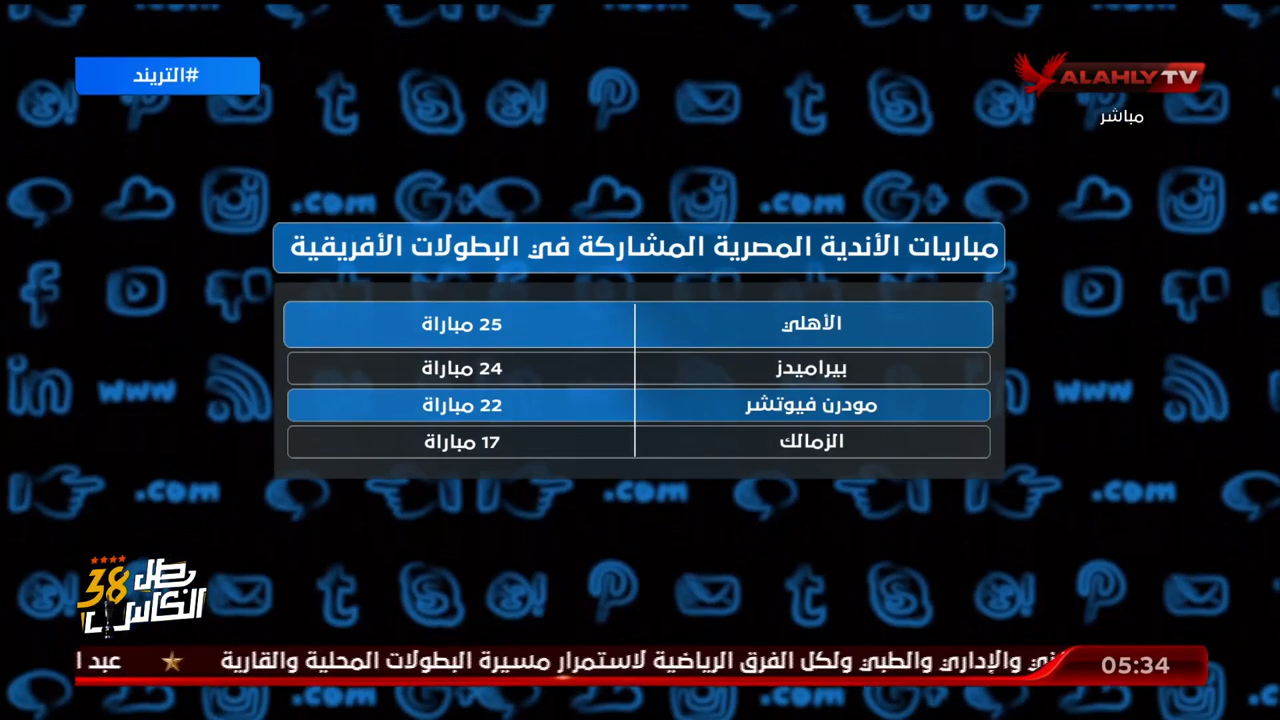 #التريند
ALAHLY TV
مباشر
مباريات الأندية المصرية المشاركة في البطولات الأفريقية
الأهلي 25 مباراة
بيراميدز 24 مباراة
مودرن فيوتشر 22 مباراة
الزمالك 17 مباراة
38
الكاس
05:34
والإداري والطبي ولكل الفرق الرياضية لاستمرار مسيرة البطولات المحلية والقارية ★ عبد ا